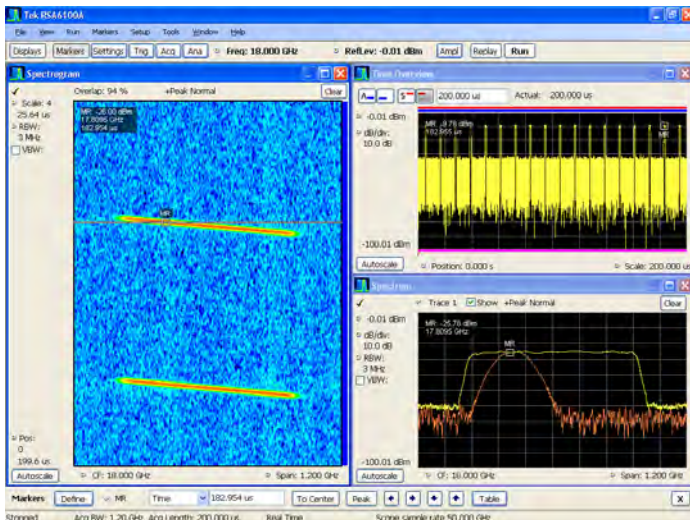 Tek RSA6100A
File View Run Markers Setup Tools Window Help
Displays Markers Settings Trig Acq Ana Freq: 18.000 GHz RefLev: -0.01 dBm Ampl Replay Run
Spectrogram
Overlap: 94 % +Peak Normal Clear
Scale: 4
25.64 us
RBW:
3 MHz
VBW:
MR: -26.00 dBm
17.8095 GHz
182.954 us
MR
Pos:
0
199.6 us
Autoscale CF: 18.000 GHz Span: 1.200 GHz
Time Overview
200.000 us Actual: 200.000 us
-0.01 dBm
dB/div:
10.0 dB
MR: -9.78 dBm
182.955 us
MR
-100.01 dBm
Autoscale Position: 0.000 s Scale: 200.000 us
Spectrum
Trace 1 Show +Peak Normal Clear
-0.01 dBm
dB/div:
10.0 dB
RBW:
3 MHz
VBW:
MR: -25.78 dBm
17.8095 GHz
MR
-100.01 dBm
Autoscale CF: 18.000 GHz Span: 1.200 GHz
Markers Define MR Time 182.954 us To Center Peak Table X
Stopped Acq BW: 1.20 GHz, Acq Length: 200.000 us Real Time Scope sample rate 50.000 GHz